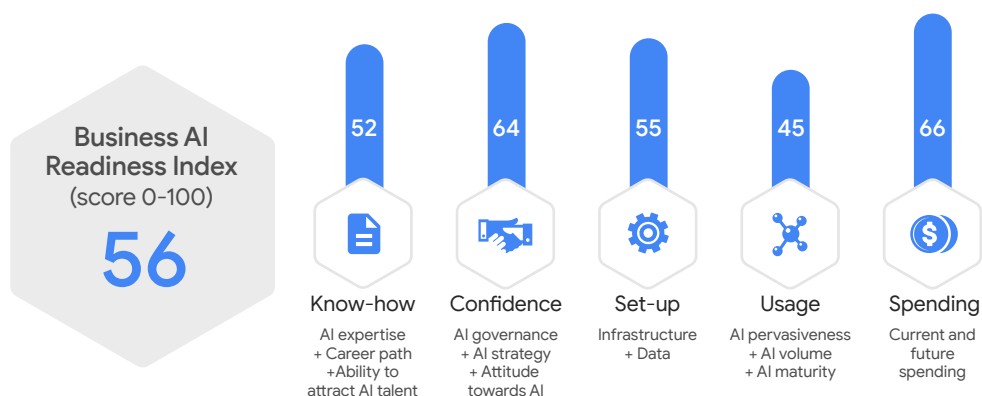 Business AI
Readiness Index
(score 0-100)
56
52
64
55
45
66
$
Know-how
AI expertise
+ Career path
+Ability to
attract AI talent
Confidence
AI governance
+ AI strategy
+ Attitude
towards AI
Set-up
Infrastructure
+ Data
Usage
AI pervasiveness
+ AI volume
+ AI maturity
Spending
Current and
future
spending